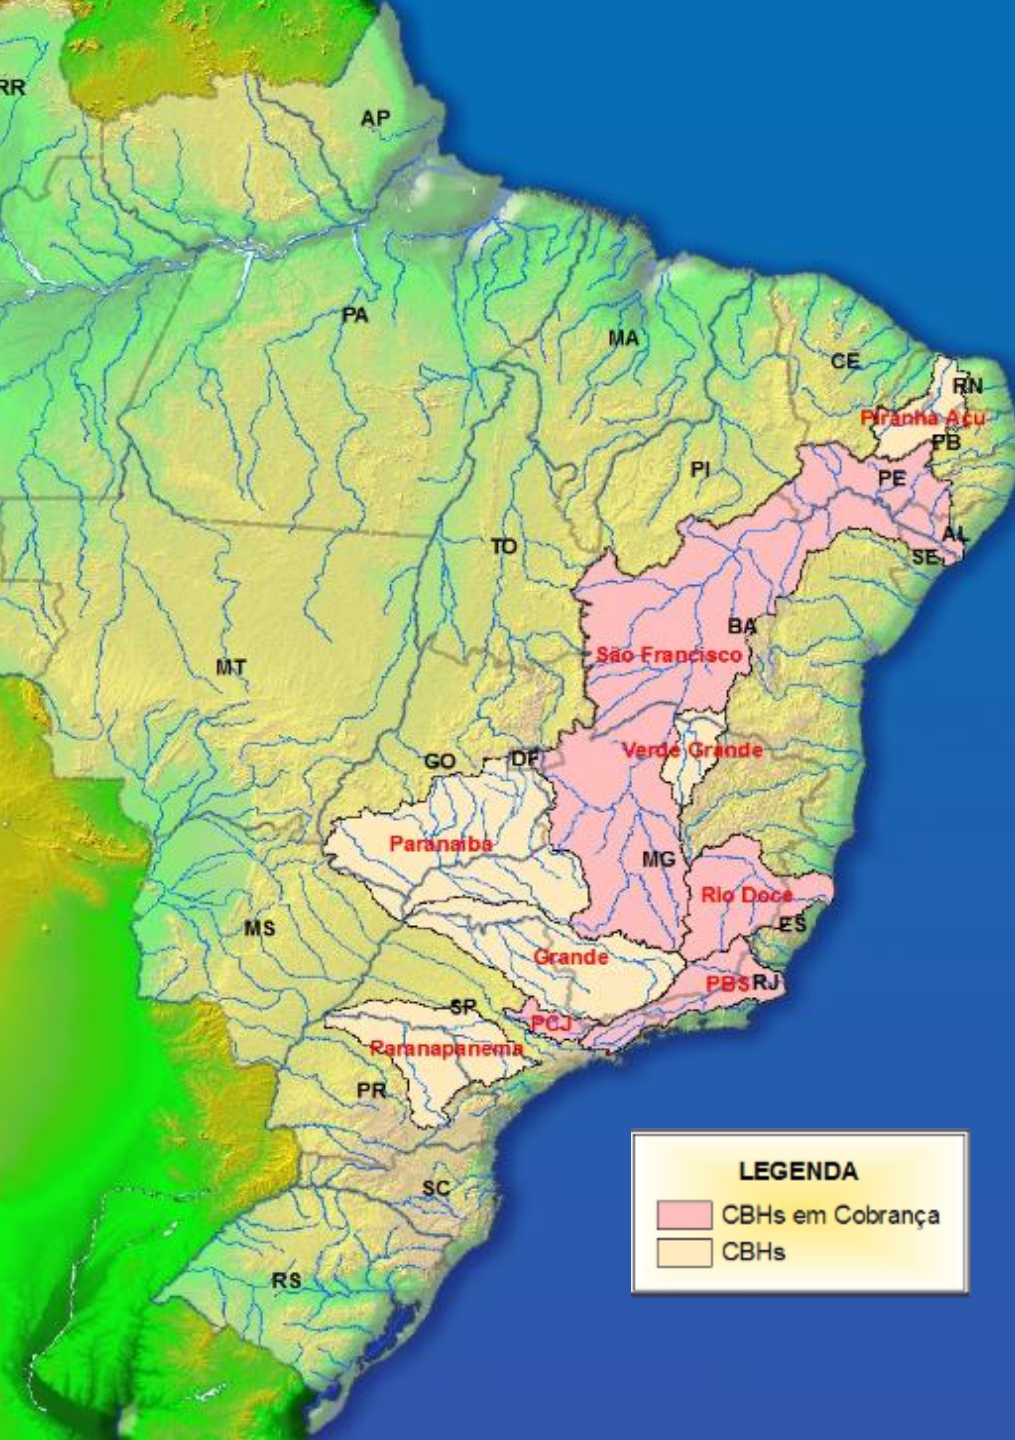 RR
AP
PA
MA
CE
RN
Piranha Açu
PB
PI
PE
AL
SE
TO
BA
São Francisco
MT
Verde Grande
GO
DF
Paranaíba
MG
Rio Doce
ES
MS
Grande
PBS
RJ
SP
PCJ
Paranapanema
PR
SC
RS
LEGENDA
CBHs em Cobrança
CBHs